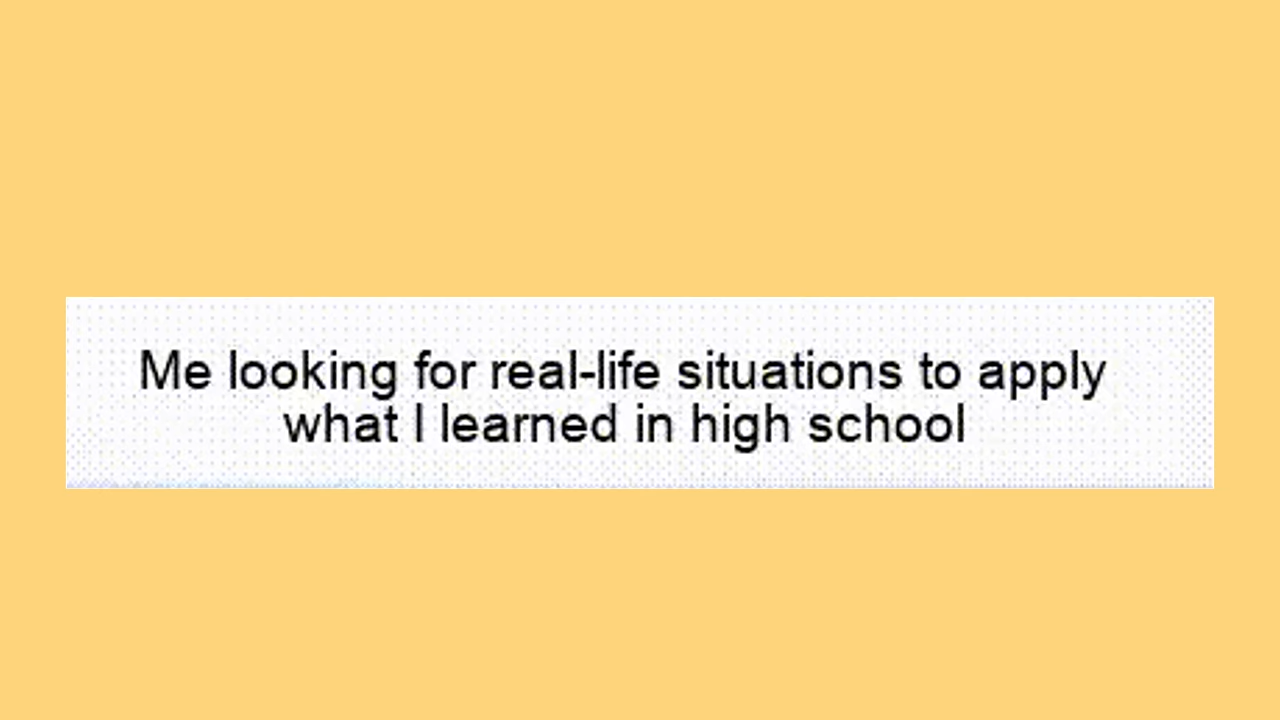 Me looking for real-life situations to apply
what I learned in high school